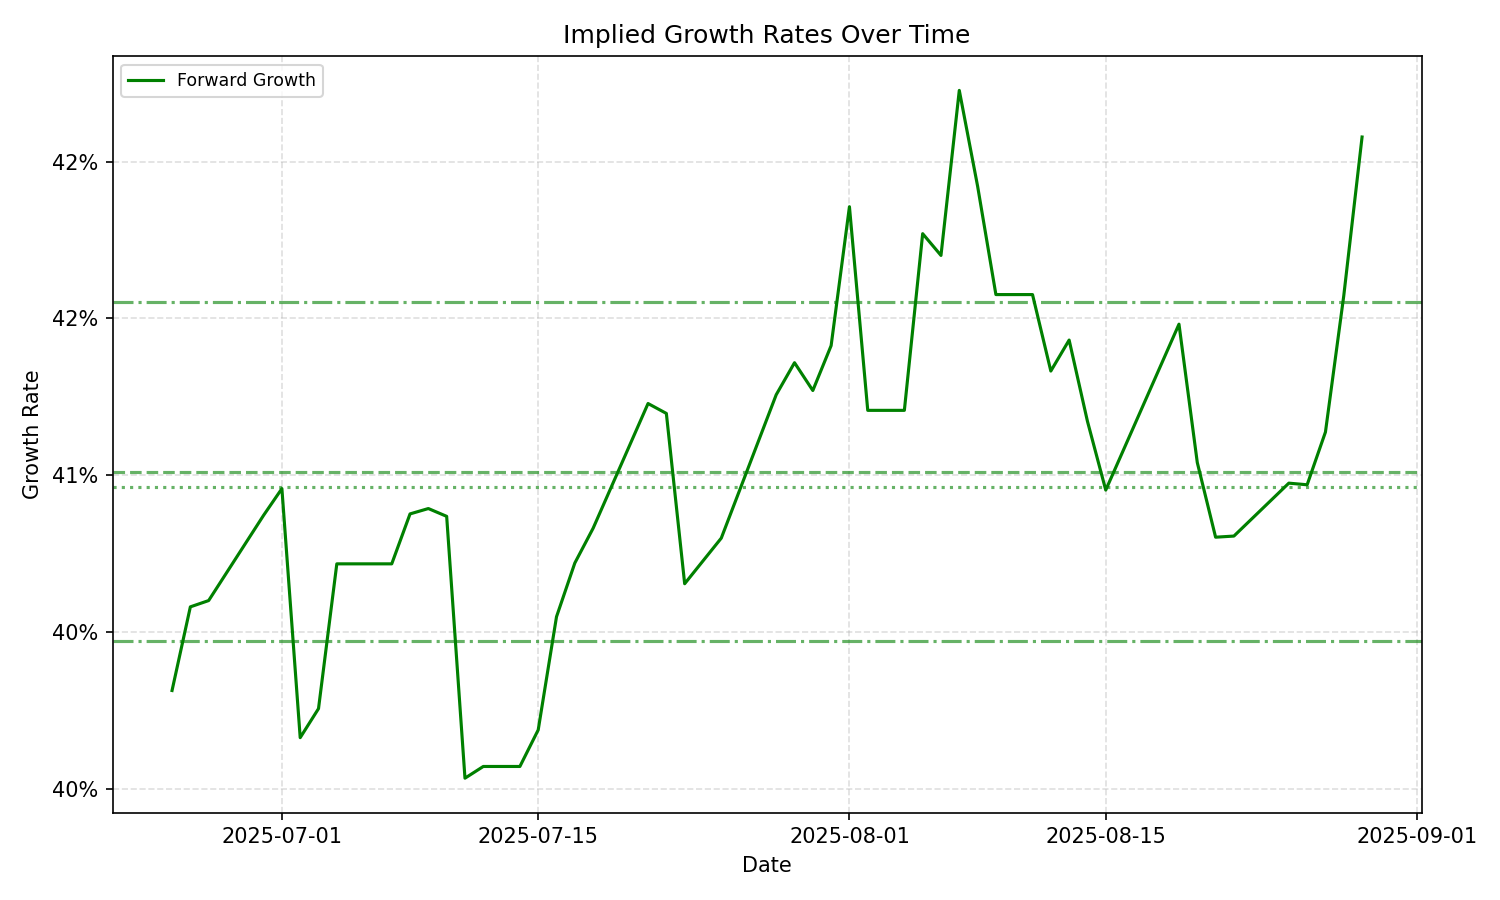 Implied Growth Rates Over Time
Forward Growth
42%
42%
41%
40%
40%
Growth Rate
2025-07-01
2025-07-15
2025-08-01
2025-08-15
2025-09-01
Date